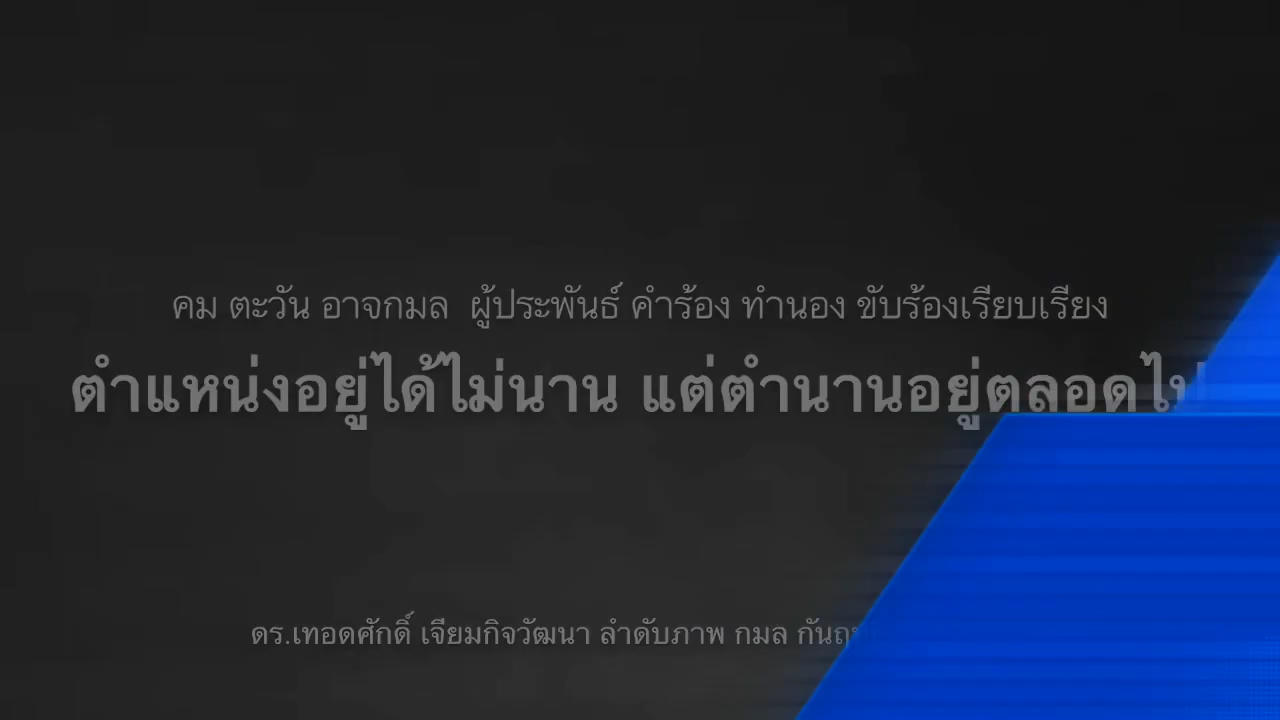 คม ตะวัน อาจกมล ผู้ประพันธ์ คำร้อง ทำนอง ขับร้องเรียบเรียง
ตำแหน่งอยู่ได้ไม่นาน แต่ตำนานอยู่ตลอดไป
ดร.เทอดศักดิ์ เจียมกิจวัฒนา ลำดับภาพ กมล